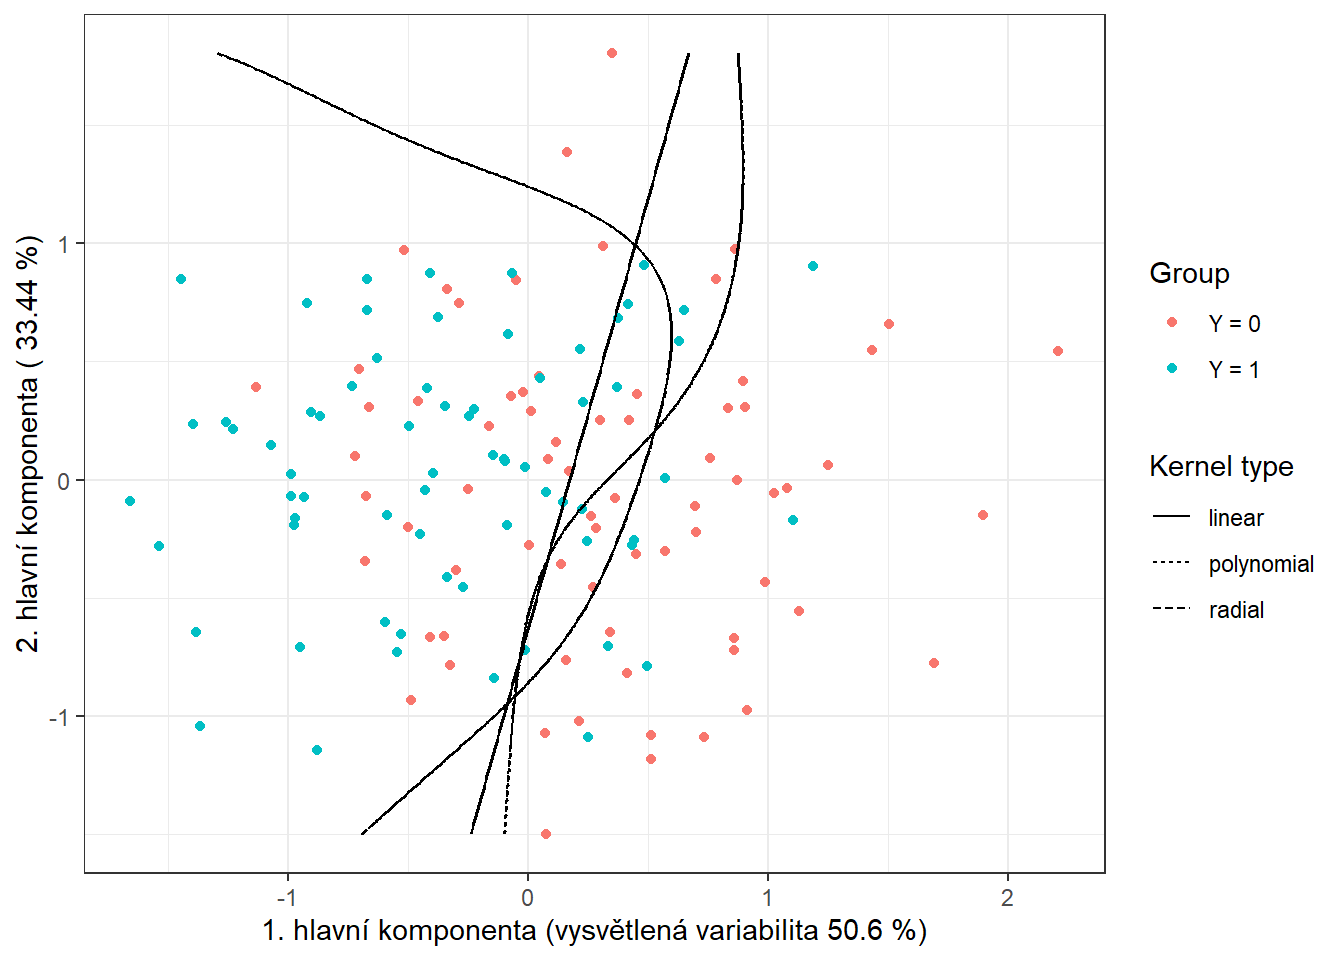 2. hlavní komponenta ( 33.44 %)
1
0
-1
-1
0
1
2
1. hlavní komponenta (vysvětlená variabilita 50.6 %)
Group
Y = 0
Y = 1
Kernel type
linear
polynomial
radial